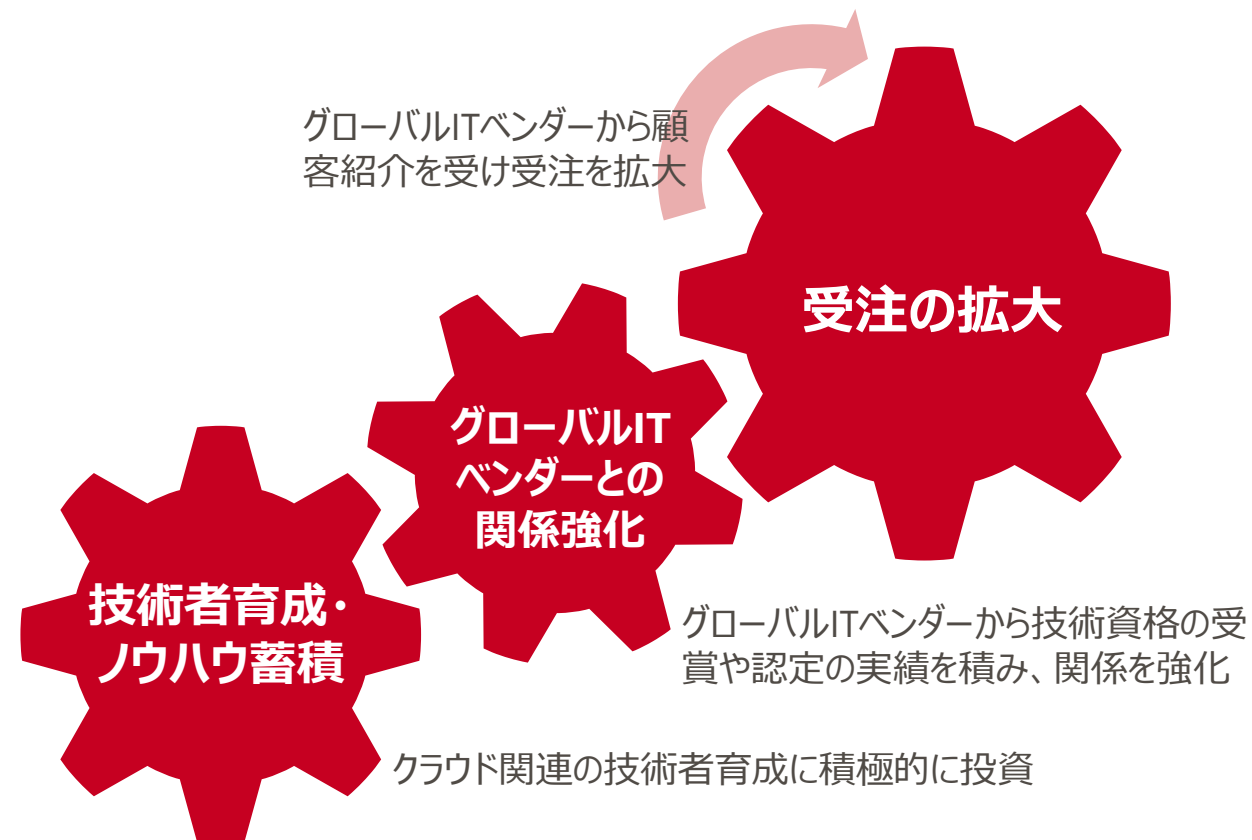 グローバルITベンダーから顧
客紹介を受け受注を拡大
受注の拡大
グローバルIT
ベンダーとの
関係強化
技術者育成・
ノウハウ蓄積
グローバルITベンダーから技術資格の受
賞や認定の実績を積み、関係を強化
クラウド関連の技術者育成に積極的に投資